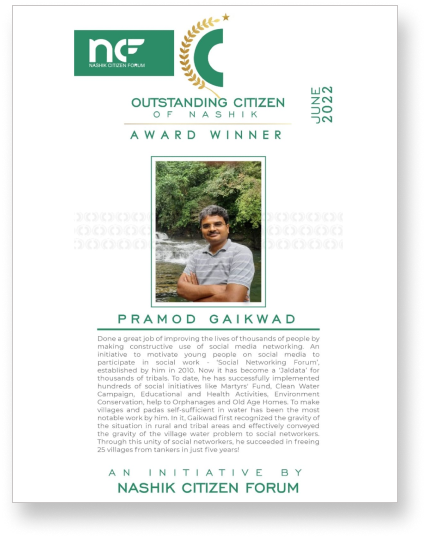 nc
NASHIK CITIZEN FORUM
OUTSTANDING CITIZEN
OF NASHIK
JUNE
2022
AWARD WINNER
PRAMOD GAIKWAD
Done a great job of improving the lives of thousands of people by
making constructive use of social media networking. An
initiative to motivate young people on social media to
participate in social work - 'Social Networking Forum',
established by him in 2010. Now it has become a 'Jaldata' for
thousands of tribals. To date, he has successfully implemented
hundreds of social initiatives like Martyrs' Fund, Clean Water
Campaign, Educational and Health Activities, Environment
Conservation, help to Orphanages and Old Age Homes. To make
villages and padas self-sufficient in water has been the most
notable work by him. In it, Gaikwad first recognized the gravity of
the situation in rural and tribal areas and effectively conveyed
the gravity of the village water problem to social networkers.
Through this unity of social networkers, he succeeded in freeing
25 villages from tankers in just five years!
AN INITIATIVE BY
NASHIK CITIZEN FORUM